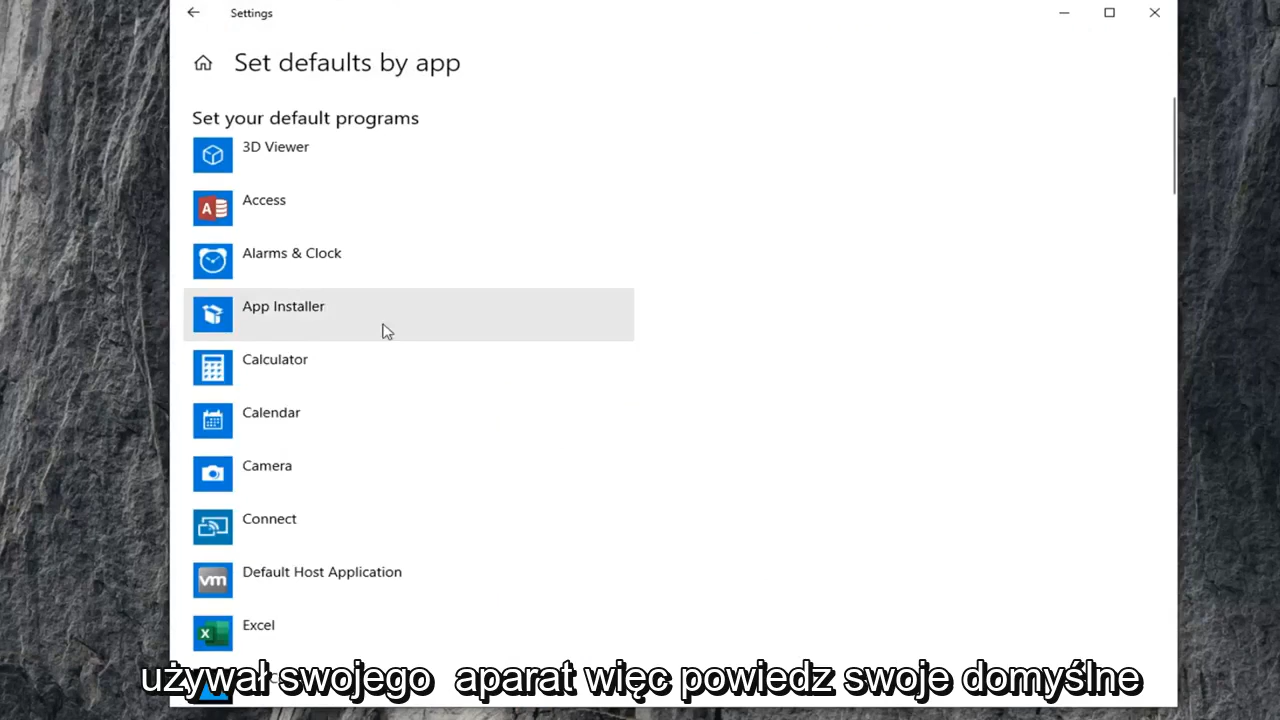 Settings
Set defaults by app
Set your default programs
3D Viewer
Access
Alarms & Clock
App Installer
Calculator
Calendar
Camera
Connect
vm
Default Host Application
Excel
używał swojego aparat więc powiedz swoje domyślne